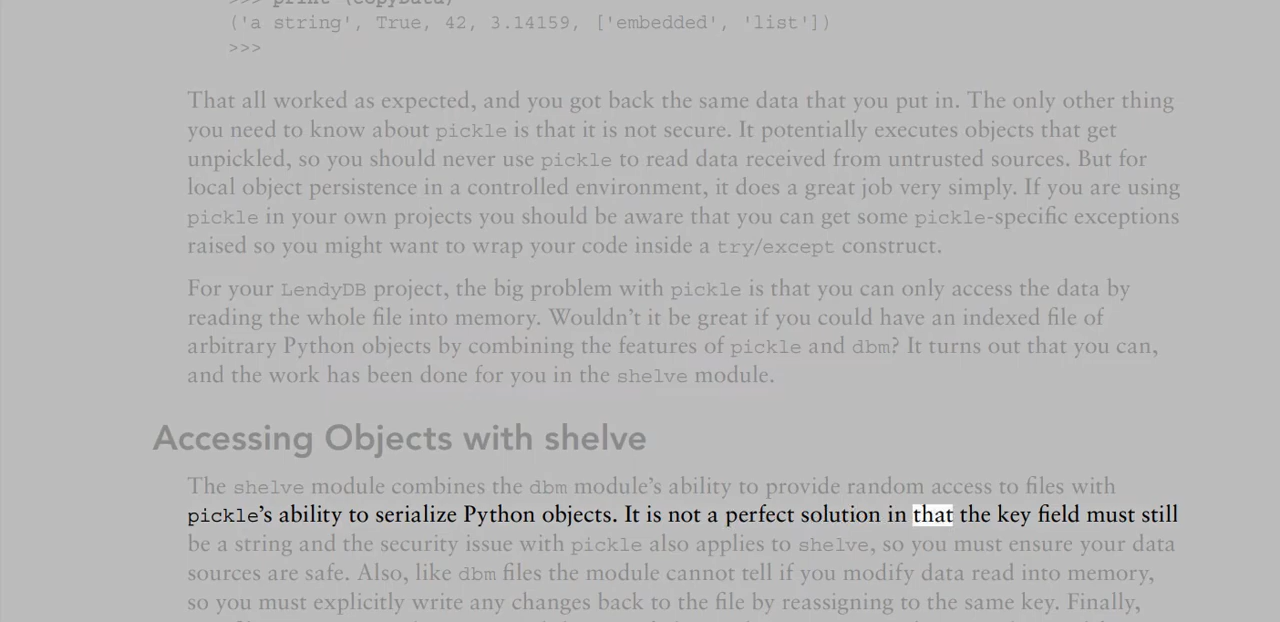 >>> print (copyData)
('a string', True, 42, 3.14159, ['embedded', 'list'])
>>>
That all worked as expected, and you got back the same data that you put in. The only other thing
you need to know about pickle is that it is not secure. It potentially executes objects that get
unpickled, so you should never use pickle to read data received from untrusted sources. But for
local object persistence in a controlled environment, it does a great job very simply. If you are using
pickle in your own projects you should be aware that you can get some pickle-specific exceptions
raised so you might want to wrap your code inside a try/except construct.
For your LendyDB project, the big problem with pickle is that you can only access the data by
reading the whole file into memory. Wouldn’t it be great if you could have an indexed file of
arbitrary Python objects by combining the features of pickle and dbm? It turns out that you can,
and the work has been done for you in the shelve module.
Accessing Objects with shelve
The shelve module combines the dbm module’s ability to provide random access to files with
pickle’s ability to serialize Python objects. It is not a perfect solution in that the key field must still
be a string and the security issue with pickle also applies to shelve, so you must ensure your data
sources are safe. Also, like dbm files the module cannot tell if you modify data read into memory,
so you must explicitly write any changes back to the file by reassigning to the same key. Finally,